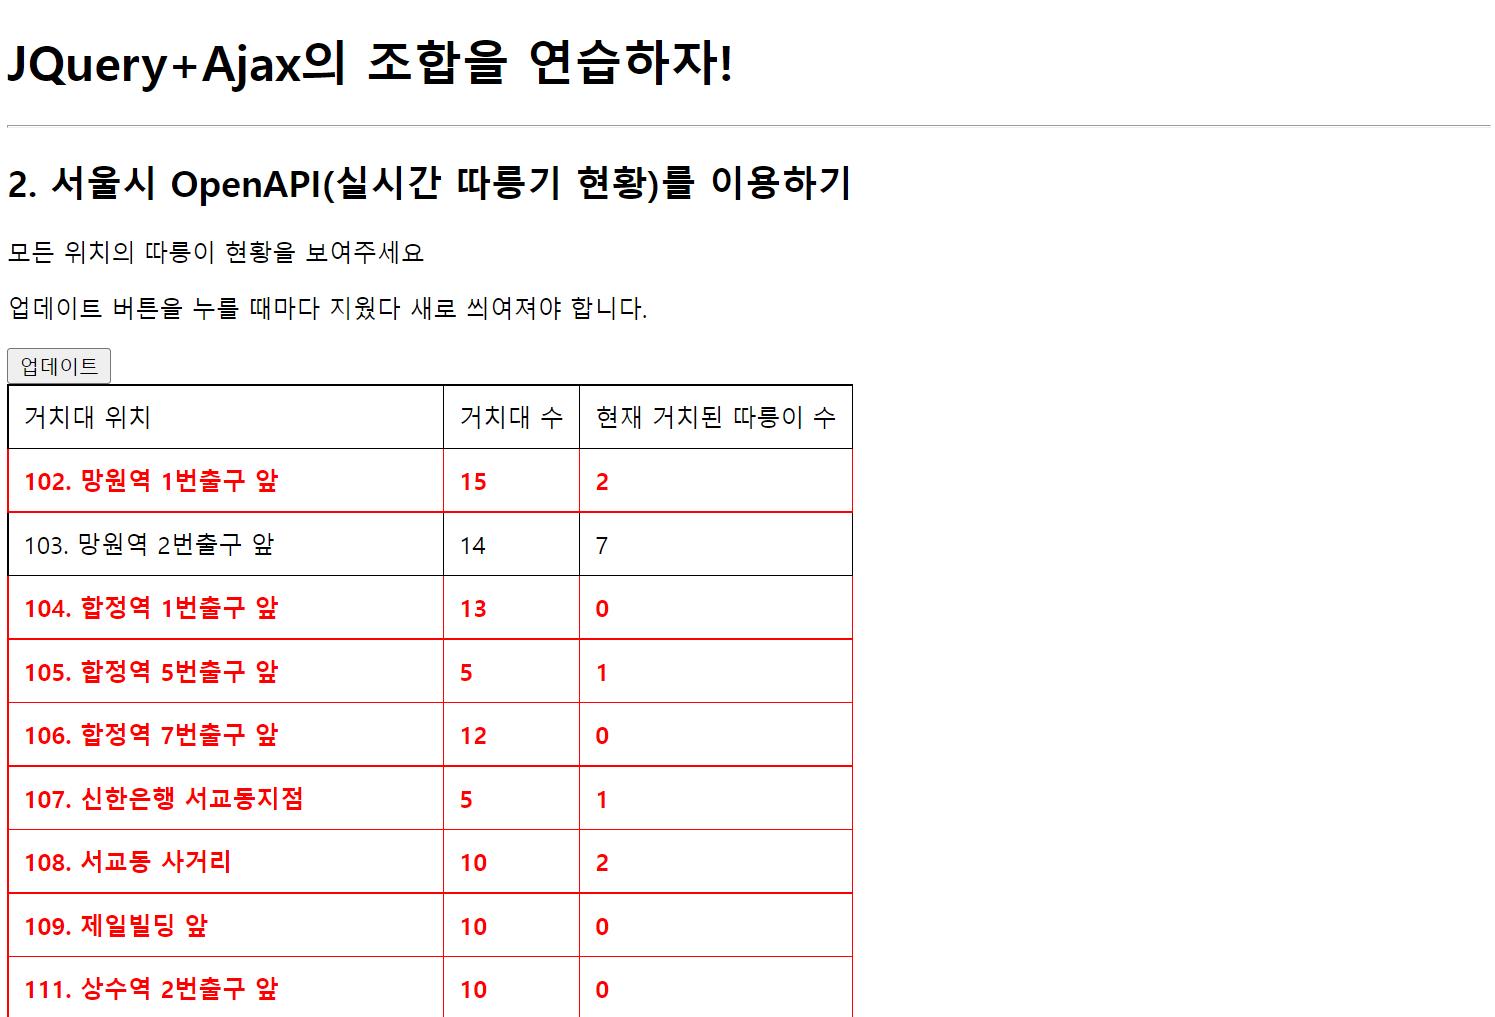 JQuery+Ajax의 조합을 연습하자!
2. 서울시 OpenAPI(실시간 따릉기 현황)를 이용하기
모든 위치의 따릉이 현황을 보여주세요
업데이트 버튼을 누를 때마다 지웠다 새로 씌여져야 합니다.
업데이트
거치대 위치 거치대 수 현재 거치된 따릉이 수
102. 망원역 1번출구 앞 15 2
103. 망원역 2번출구 앞 14 7
104. 합정역 1번출구 앞 13 0
105. 합정역 5번출구 앞 5 1
106. 합정역 7번출구 앞 12 0
107. 신한은행 서교동지점 5 1
108. 서교동 사거리 10 2
109. 제일빌딩 앞 10 0
111. 상수역 2번출구 앞 10 0